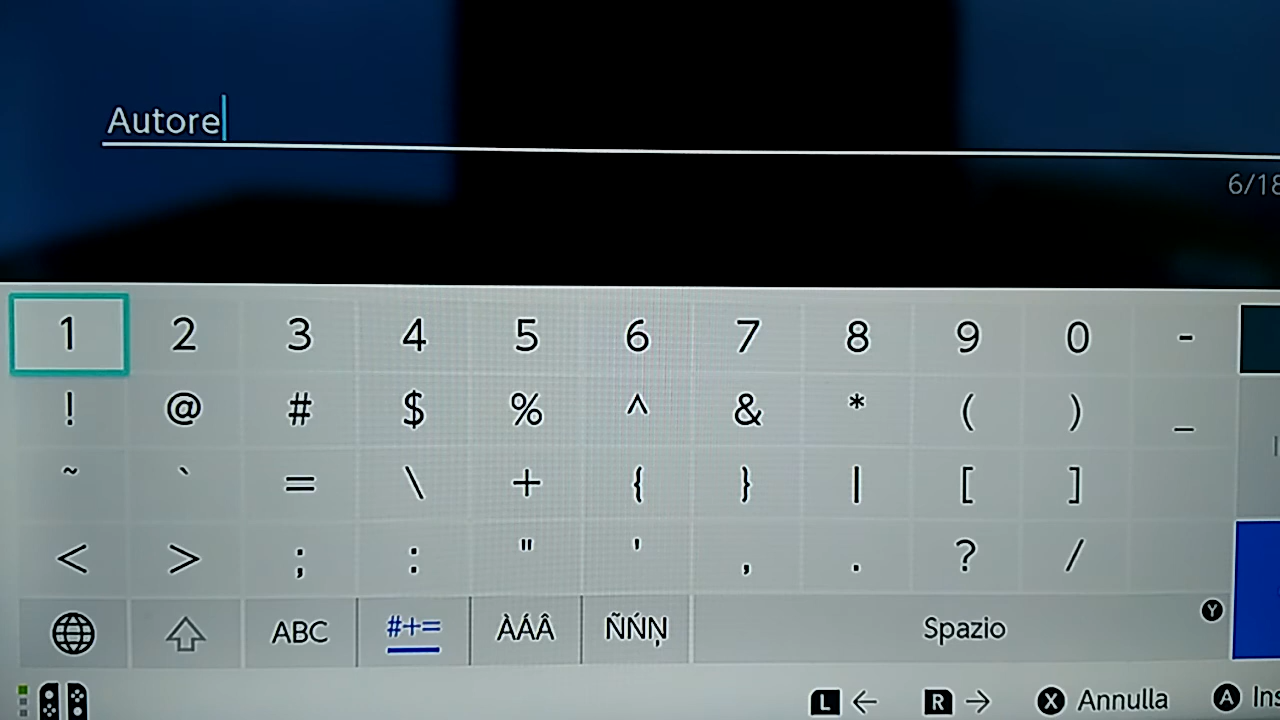 Autore
6/18
1 2 3 4 5 6 7 8 9 0 -
! @ # $ % ^ & * ( ) _
~ ` = \ + { } | [ ]
< > ; : " ' , . ? /
ABC #+= ÀÁÂ ÑŃŅ Spazio Y
L ← R → X Annulla A